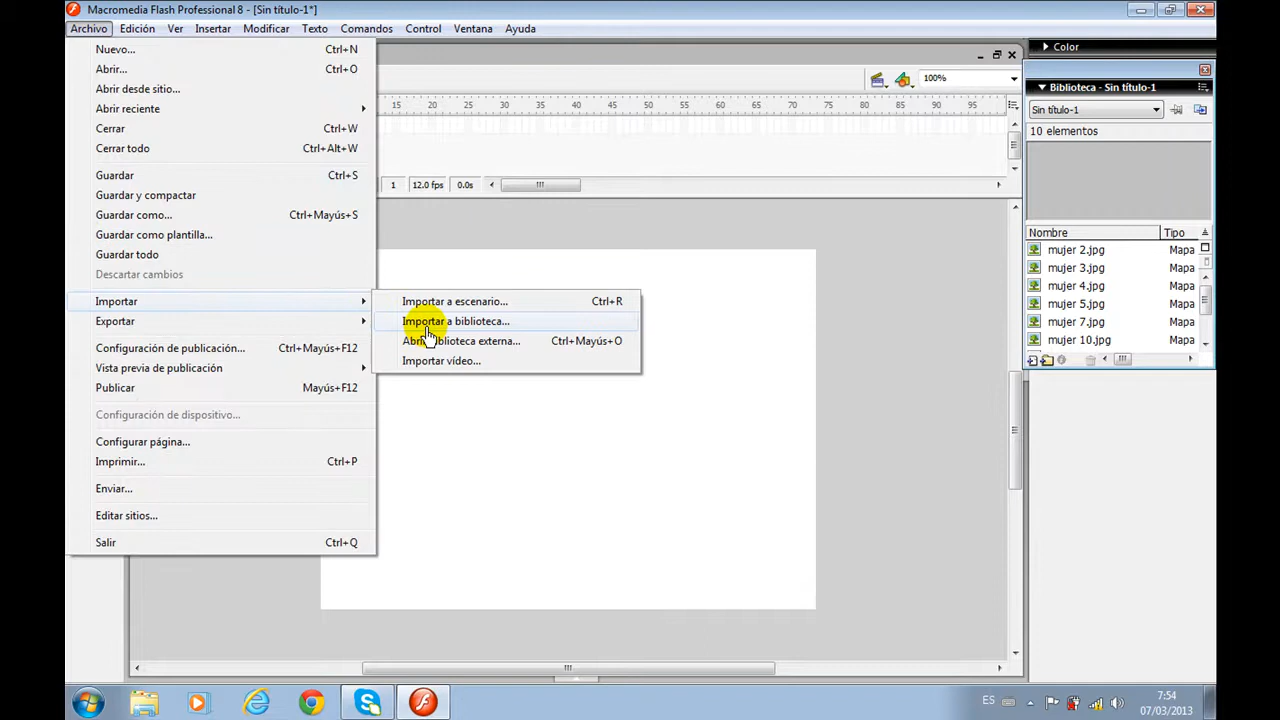 Macromedia Flash Professional 8 - [Sin título-1*]
Archivo Edición Ver Insertar Modificar Texto Comandos Control Ventana Ayuda
Nuevo... Ctrl+N
Abrir... Ctrl+O
Abrir desde sitio...
Abrir reciente
Cerrar Ctrl+W
Cerrar todo Ctrl+Alt+W
Guardar Ctrl+S
Guardar y compactar
Guardar como... Ctrl+Mayús+S
Guardar como plantilla...
Guardar todo
Descartar cambios
Importar
Exportar
Configuración de publicación... Ctrl+Mayús+F12
Vista previa de publicación
Publicar Mayús+F12
Configuración de dispositivo...
Configurar página...
Imprimir... Ctrl+P
Enviar...
Editar sitios...
Salir Ctrl+Q
Importar a escenario... Ctrl+R
Importar a biblioteca...
Abrir biblioteca externa... Ctrl+Mayús+O
Importar vídeo...
100%
15 20 25 30 35 40 45 50 55 60 65 70 75 80 85 90 95
1 12.0 fps 0.0s
Color
Biblioteca - Sin título-1
Sin título-1
10 elementos
Nombre Tipo
mujer 2.jpg Mapa
mujer 3.jpg Mapa
mujer 4.jpg Mapa
mujer 5.jpg Mapa
mujer 7.jpg Mapa
mujer 10.jpg Mapa
ES
7:54
07/03/2013